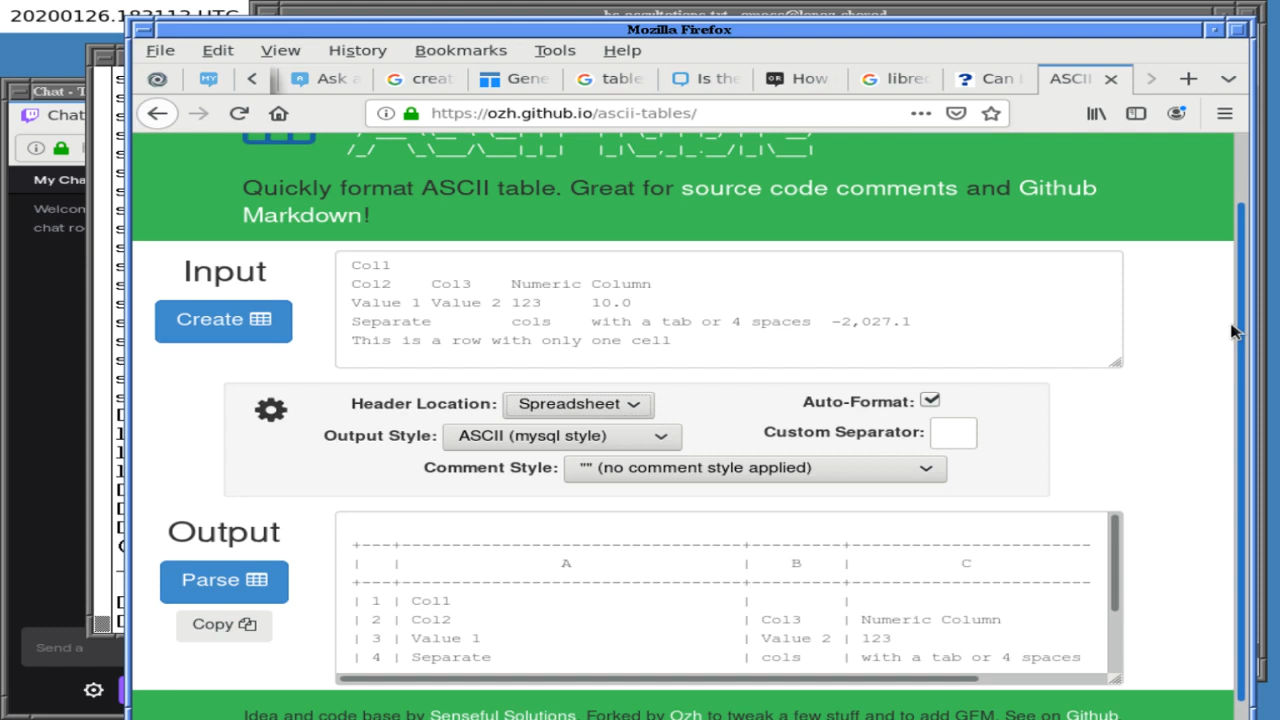 20200126.183113 UTC
Mozilla Firefox
File Edit View History Bookmarks Tools Help
Ask a creat Gene table Is the How libre Can I ASCII
https://ozh.github.io/ascii-tables/
Chat - T
Chat
My Cha
Welcom
chat ro
Send a
Quickly format ASCII table. Great for source code comments and Github
Markdown!
Input
Create
Col1
Col2    Col3    Numeric Column
Value 1 Value 2 123     10.0
Separate        cols    with a tab or 4 spaces  -2,027.1
This is a row with only one cell
Header Location: Spreadsheet
Auto-Format:
Output Style: ASCII (mysql style)
Custom Separator:
Comment Style: "" (no comment style applied)
Output
Parse
Copy
+---+----------------------------------+--------+------------------------
|   |                A                 |   B    |           C
+---+----------------------------------+--------+------------------------
| 1 | Col1                             |        |
| 2 | Col2                             | Col3    | Numeric Column
| 3 | Value 1                          | Value 2 | 123
| 4 | Separate                         | cols    | with a tab or 4 spaces
Idea and code base by Senseful Solutions. Forked by Ozh to tweak a few stuff and to add GFM. See on Github